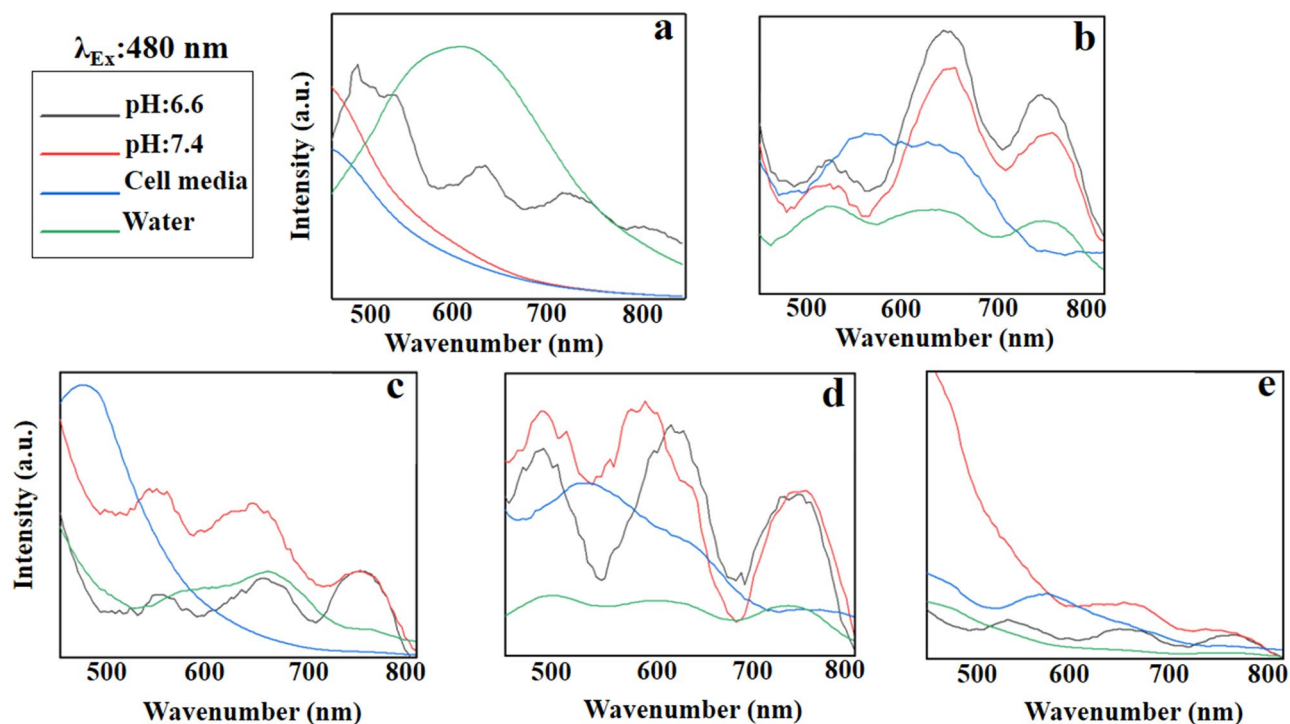 λEx:480 nm
pH:6.6
pH:7.4
Cell media
Water
a
Intensity (a.u.)
500 600 700 800
Wavenumber (nm)
b
500 600 700 800
Wavenumber (nm)
c
Intensity (a.u.)
500 600 700 800
Wavenumber (nm)
d
500 600 700 800
Wavenumber (nm)
e
500 600 700 800
Wavenumber (nm)